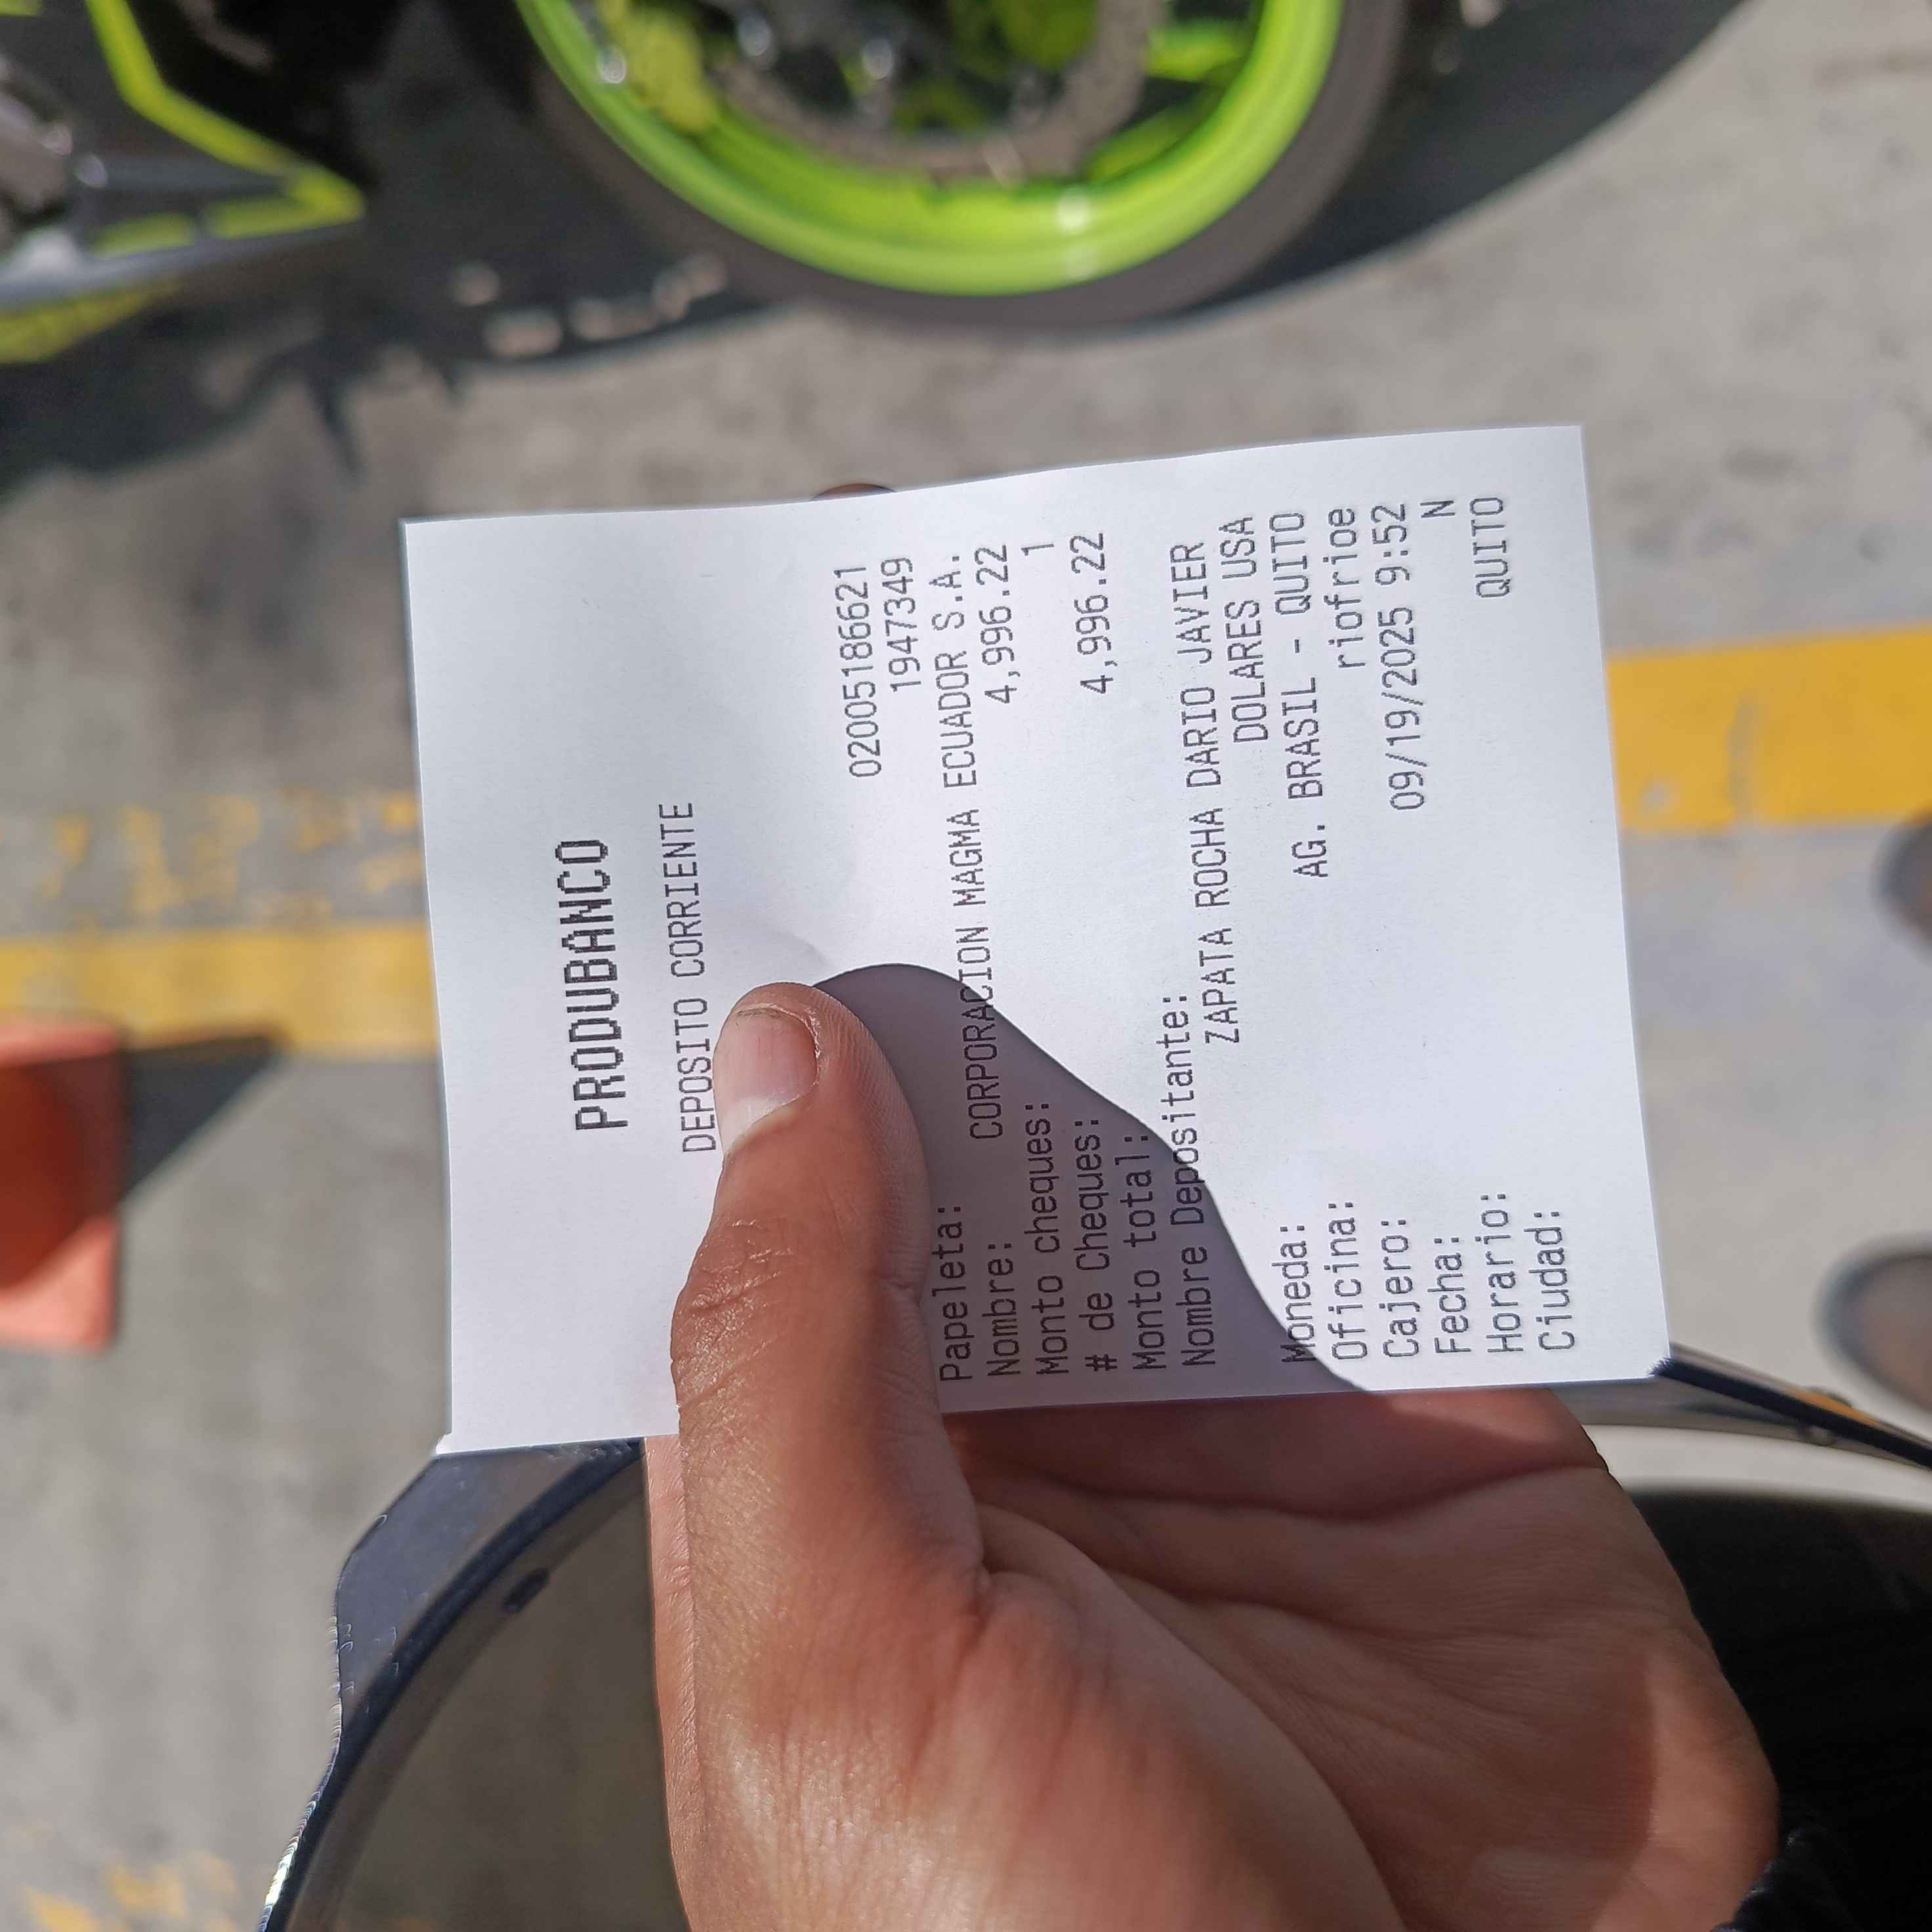 PRODUBANCO
DEPOSITO CORRIENTE
02005186621
Papeleta: 1947349
Nombre: CORPORACION MAGMA ECUADOR S.A.
Monto cheques: 4,996.22
# de Cheques: 1
Monto total: 4,996.22
Nombre Depositante:
ZAPATA ROCHA DARIO JAVIER
Moneda: DOLARES USA
Oficina: AG. BRASIL - QUITO
Cajero: riofrioe
Fecha: 09/19/2025 9:52
Horario: N
Ciudad: QUITO